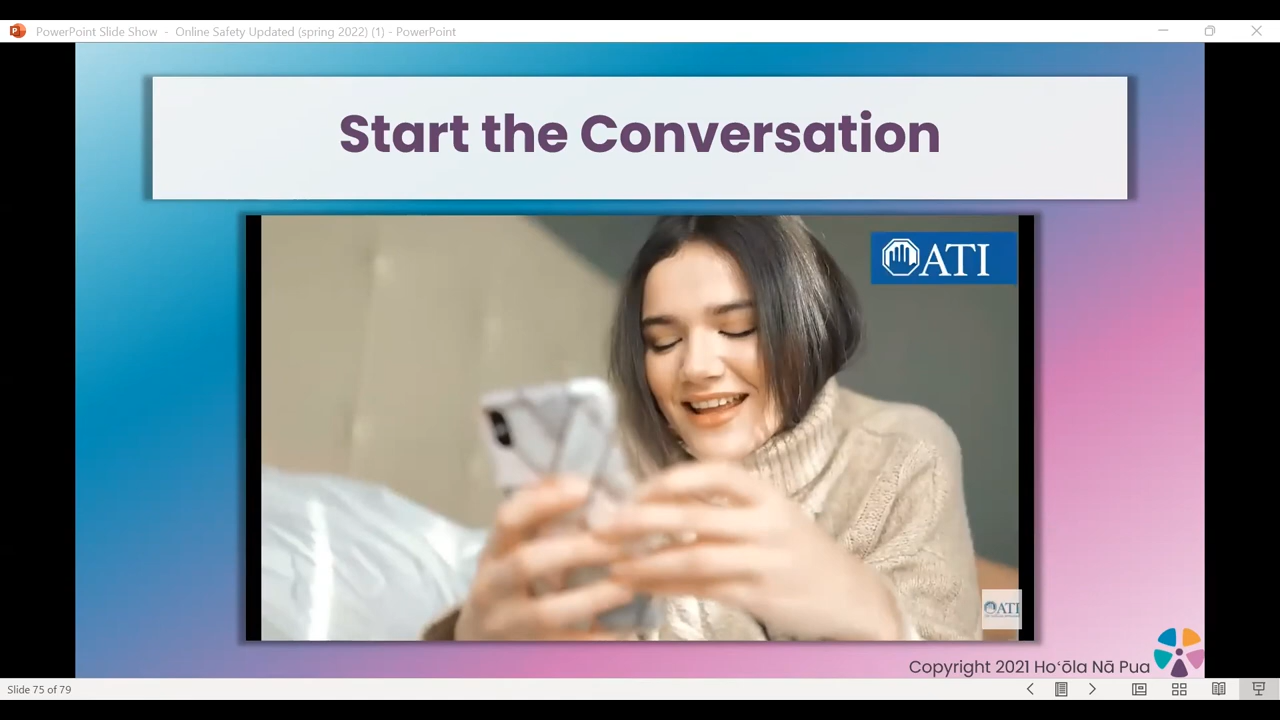 PowerPoint Slide Show - Online Safety Updated (spring 2022) (1) - PowerPoint
Start the Conversation
ATI
ATI
Copyright 2021 Hoʻōla Nā Pua
Slide 75 of 79